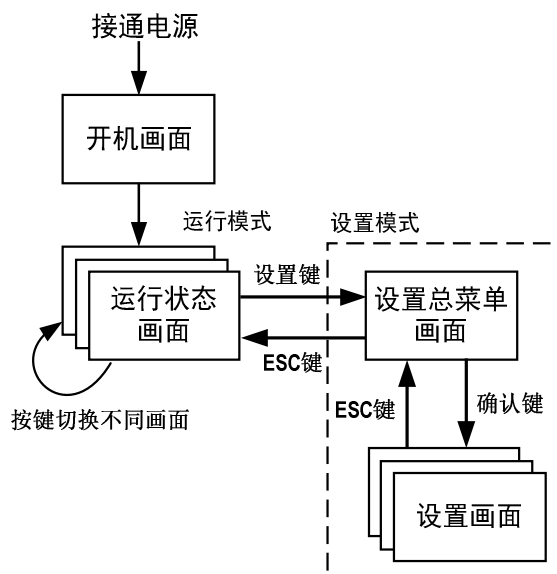 接通电源
开机画面
运行模式
设置模式
运行状态
画面
设置键
设置总菜单
画面
ESC键
按键切换不同画面
ESC键
确认键
设置画面